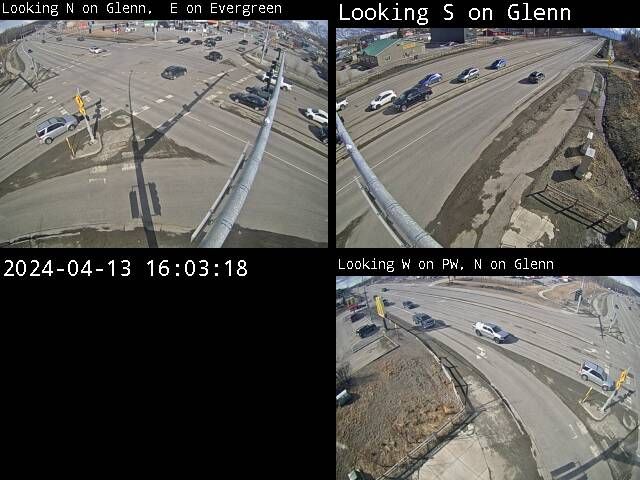 Looking N on Glenn,  E on Evergreen
Looking S on Glenn
2024-04-13 16:03:18
Looking W on PW, N on Glenn